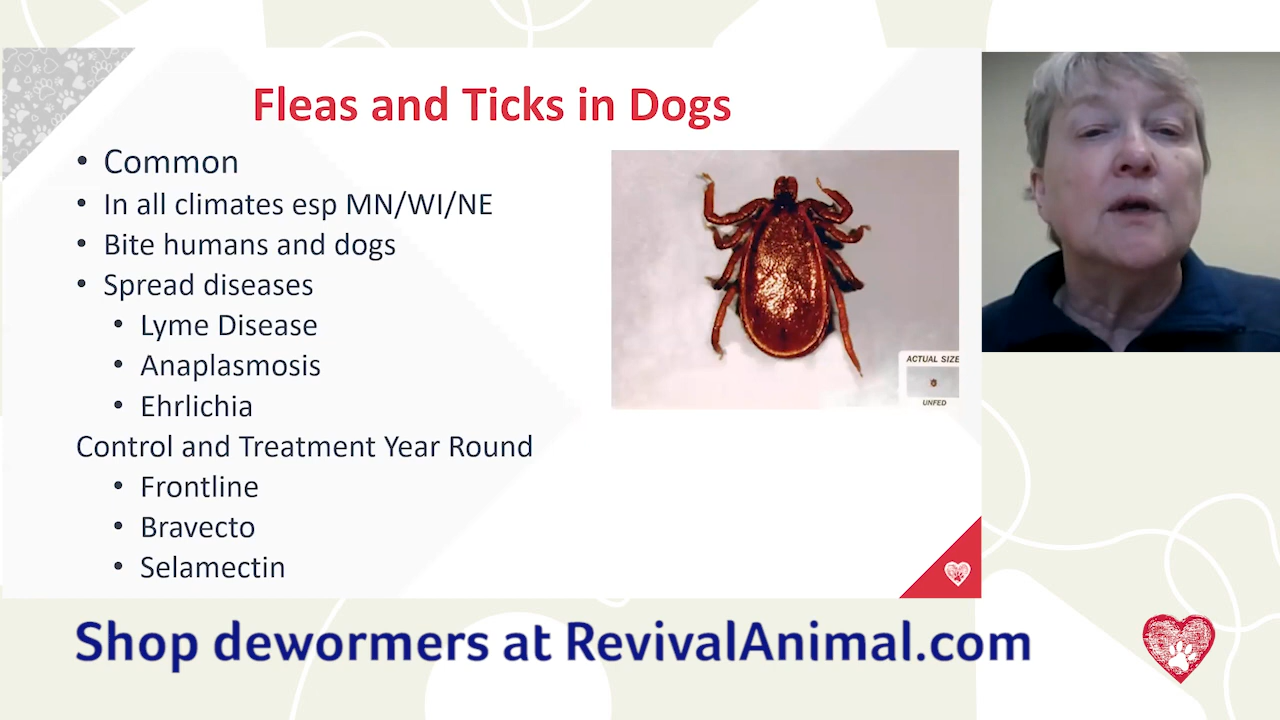 Fleas and Ticks in Dogs
• Common
• In all climates esp MN/WI/NE
• Bite humans and dogs
• Spread diseases
• Lyme Disease
• Anaplasmosis
• Ehrlichia
Control and Treatment Year Round
• Frontline
• Bravecto
• Selamectin
ACTUAL SIZE
UNFED
Shop dewormers at RevivalAnimal.com